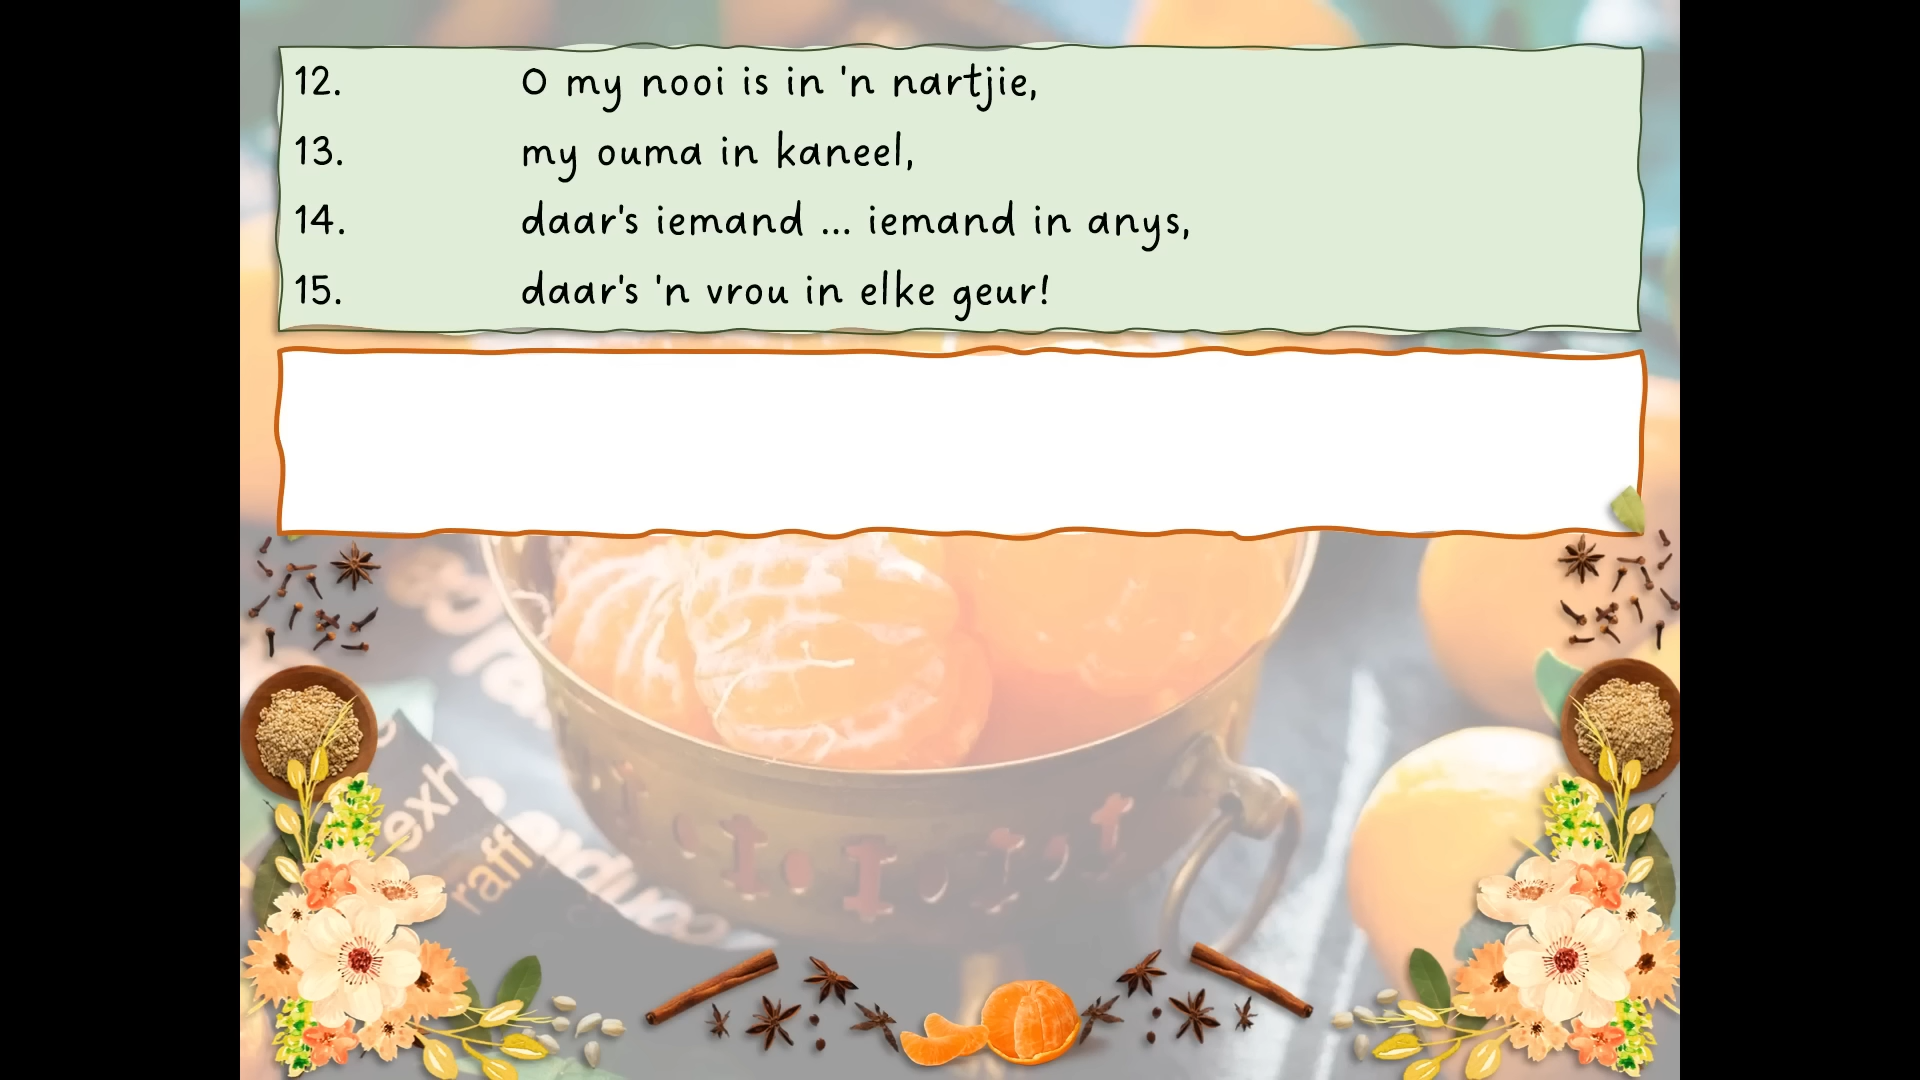 12. O my nooi is in 'n nartjie,
13. my ouma in kaneel,
14. daar's iemand ... iemand in anys,
15. daar's 'n vrou in elke geur!